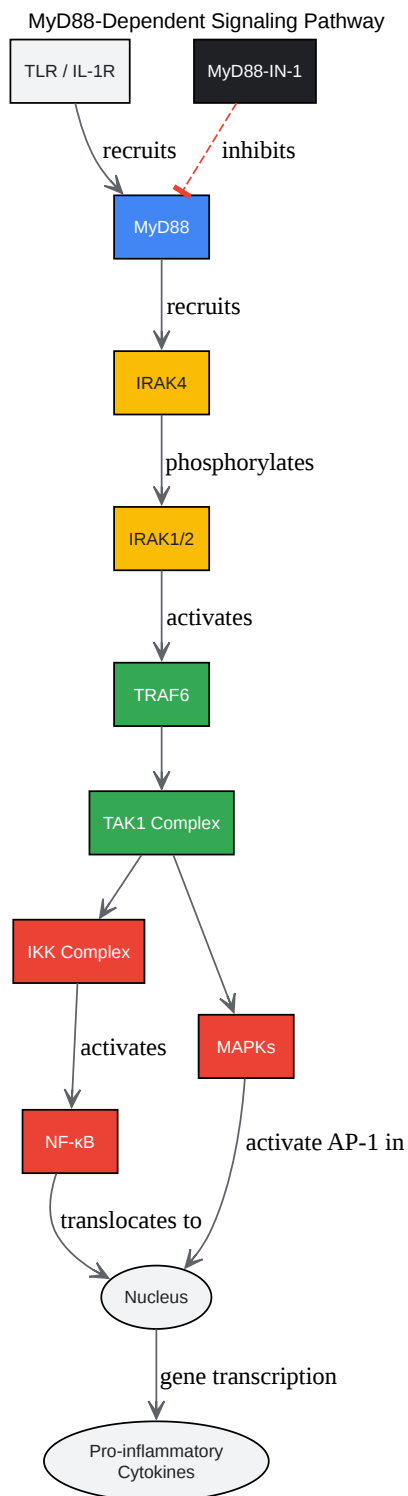 MyD88-Dependent Signaling Pathway
TLR / IL-1R
MyD88-IN-1
recruits
inhibits
MyD88
recruits
IRAK4
phosphorylates
IRAK1/2
activates
TRAF6
TAK1 Complex
IKK Complex
activates
MAPKs
NF-κB
activate AP-1 in
translocates to
Nucleus
gene transcription
Pro-inflammatory
Cytokines